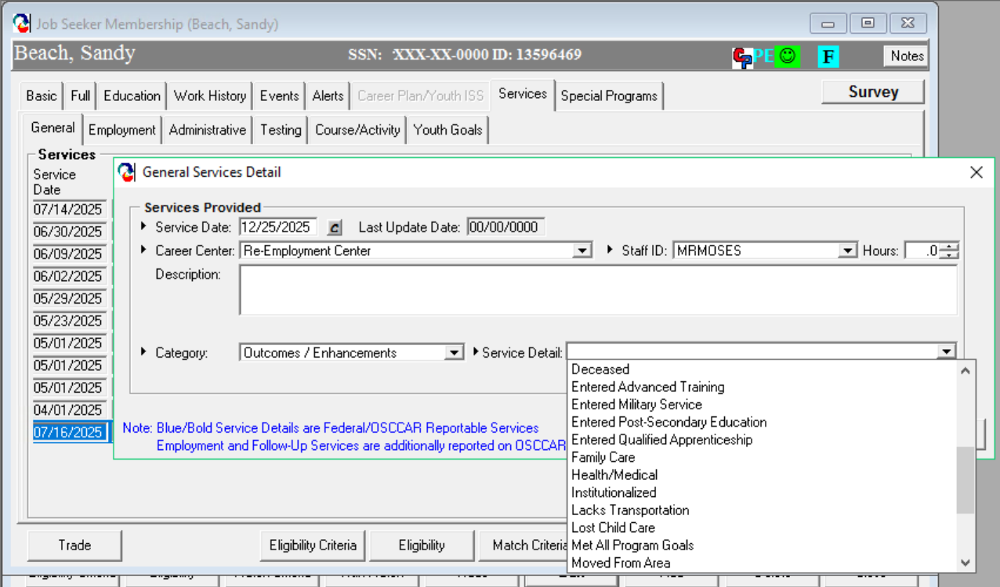 Job Seeker Membership (Beach, Sandy)
Beach, Sandy SSN: XXX-XX-0000 ID: 13596469 CP PE F Notes
Basic Full Education Work History Events Alerts Career Plan/Youth ISS Services Special Programs Survey
General Employment Administrative Testing Course/Activity Youth Goals
Services
Service
Date
07/14/2025
06/30/2025
06/09/2025
06/02/2025
05/29/2025
05/23/2025
05/01/2025
05/01/2025
05/01/2025
04/01/2025
07/16/2025
General Services Detail
Services Provided
Service Date: 12/25/2025 C Last Update Date: 00/00/0000
Career Center: Re-Employment Center Staff ID: MRMOSES Hours: .0
Description:
Category: Outcomes / Enhancements Service Detail:
Deceased
Entered Advanced Training
Entered Military Service
Entered Post-Secondary Education
Entered Qualified Apprenticeship
Family Care
Health/Medical
Institutionalized
Lacks Transportation
Lost Child Care
Met All Program Goals
Moved From Area
Note: Blue/Bold Service Details are Federal/OSCCAR Reportable Services
Employment and Follow-Up Services are additionally reported on OSCCAR
Trade Eligibility Criteria Eligibility Match Criteria